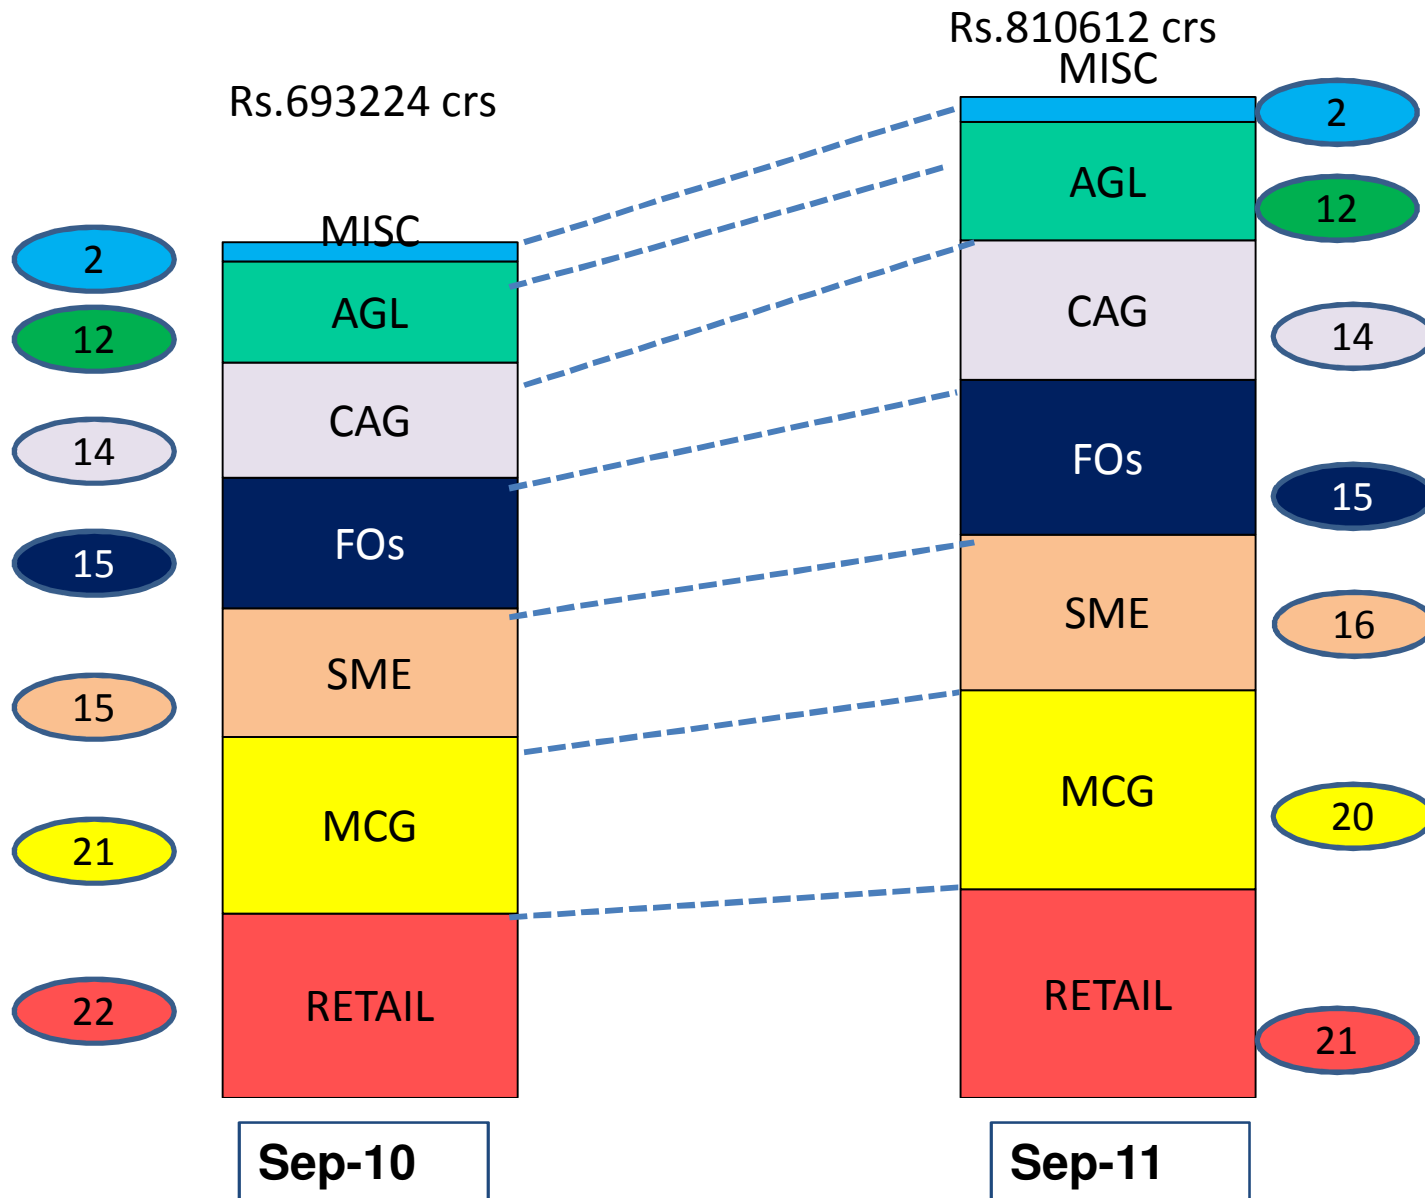 Rs.693224 crs
MISC
2
AGL
12
CAG
14
FOs
15
SME
15
MCG
21
RETAIL
22
Sep-10
Rs.810612 crs
MISC
2
AGL
12
CAG
14
FOs
15
SME
16
MCG
20
RETAIL
21
Sep-11